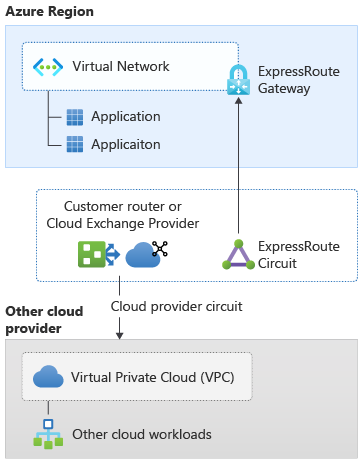 Azure Region
Virtual Network
ExpressRoute
Gateway
Application
Applicaiton
Customer router or
Cloud Exchange Provider
ExpressRoute
Circuit
Cloud provider circuit
Other cloud
provider
Virtual Private Cloud (VPC)
Other cloud workloads